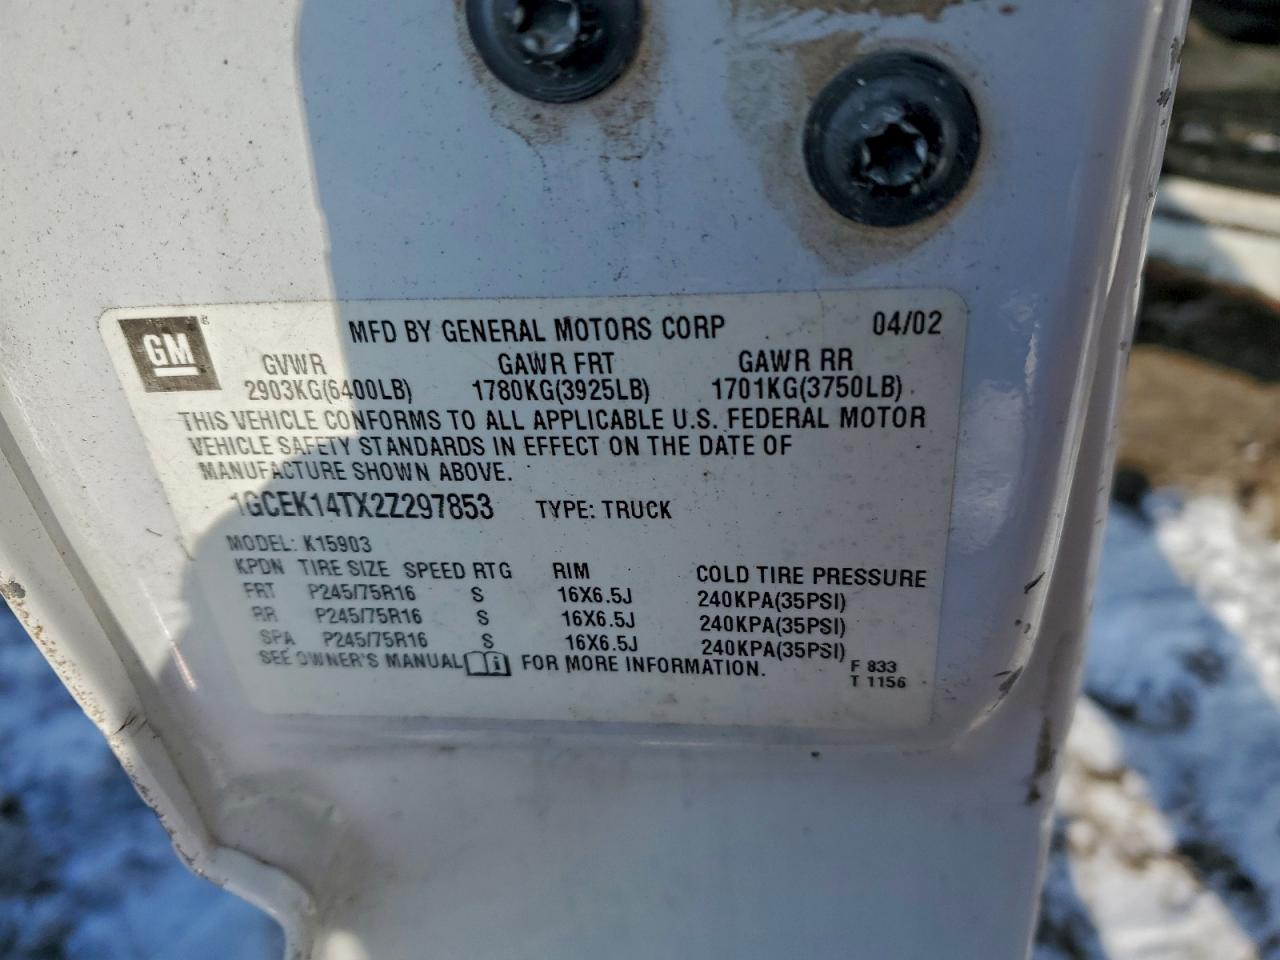 GM ®
MFD BY GENERAL MOTORS CORP 04/02
GVWR GAWR FRT GAWR RR
2903KG(6400LB) 1780KG(3925LB) 1701KG(3750LB)
THIS VEHICLE CONFORMS TO ALL APPLICABLE U.S. FEDERAL MOTOR
VEHICLE SAFETY STANDARDS IN EFFECT ON THE DATE OF
MANUFACTURE SHOWN ABOVE.
1GCEK14TX2Z297853 TYPE: TRUCK
MODEL: K15903
KPDN TIRE SIZE SPEED RTG RIM COLD TIRE PRESSURE
FRT P245/75R16 S 16X6.5J 240KPA(35PSI)
RR P245/75R16 S 16X6.5J 240KPA(35PSI)
SPA P245/75R16 S 16X6.5J 240KPA(35PSI)
SEE OWNER'S MANUAL i FOR MORE INFORMATION.
F 833
T 1156